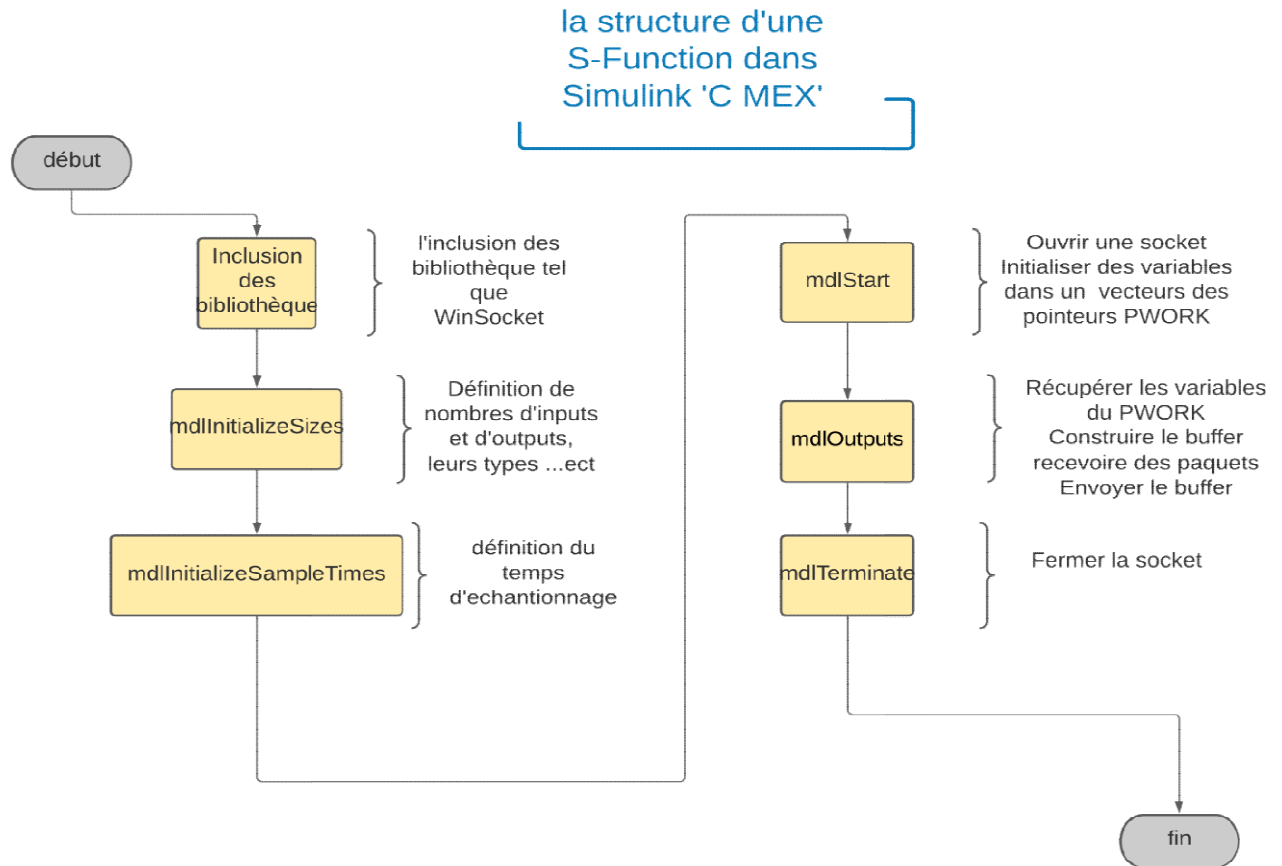 la structure d'une
S-Function dans
Simulink 'C MEX'
début
Inclusion
des
bibliothèque
l'inclusion des
bibliothèque tel
que
WinSocket
mdlInitializeSizes
Définition de
nombres d'inputs
et d'outputs,
leurs types ...ect
mdlInitializeSampleTimes
définition du
temps
d'echantionnage
mdlStart
Ouvrir une socket
Initialiser des variables
dans un vecteurs des
pointeurs PWORK
mdlOutputs
Récupérer les variables
du PWORK
Construire le buffer
recevoire des paquets
Envoyer le buffer
mdlTerminate
Fermer la socket
fin